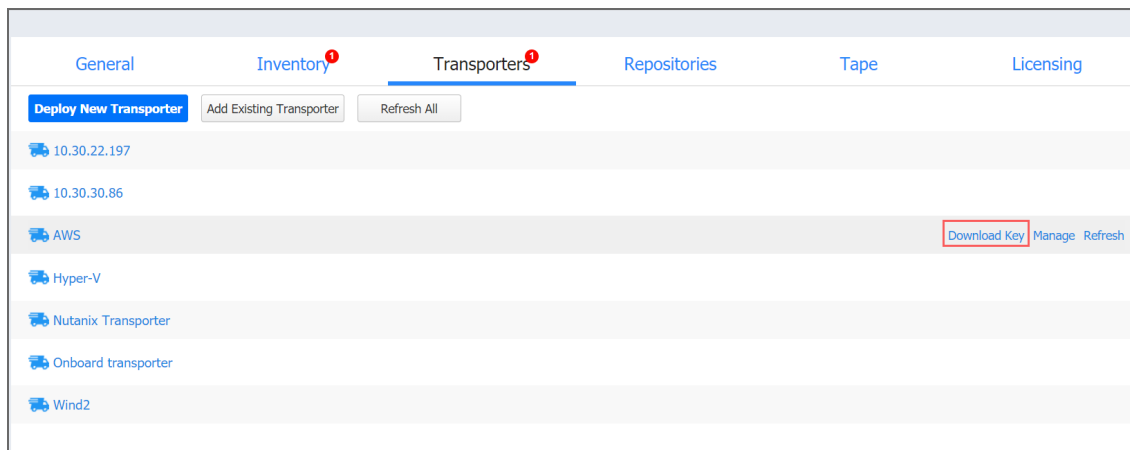 General Inventory 1 Transporters 1 Repositories Tape Licensing
Deploy New Transporter Add Existing Transporter Refresh All
10.30.22.197
10.30.30.86
AWS Download Key Manage Refresh
Hyper-V
Nutanix Transporter
Onboard transporter
Wind2